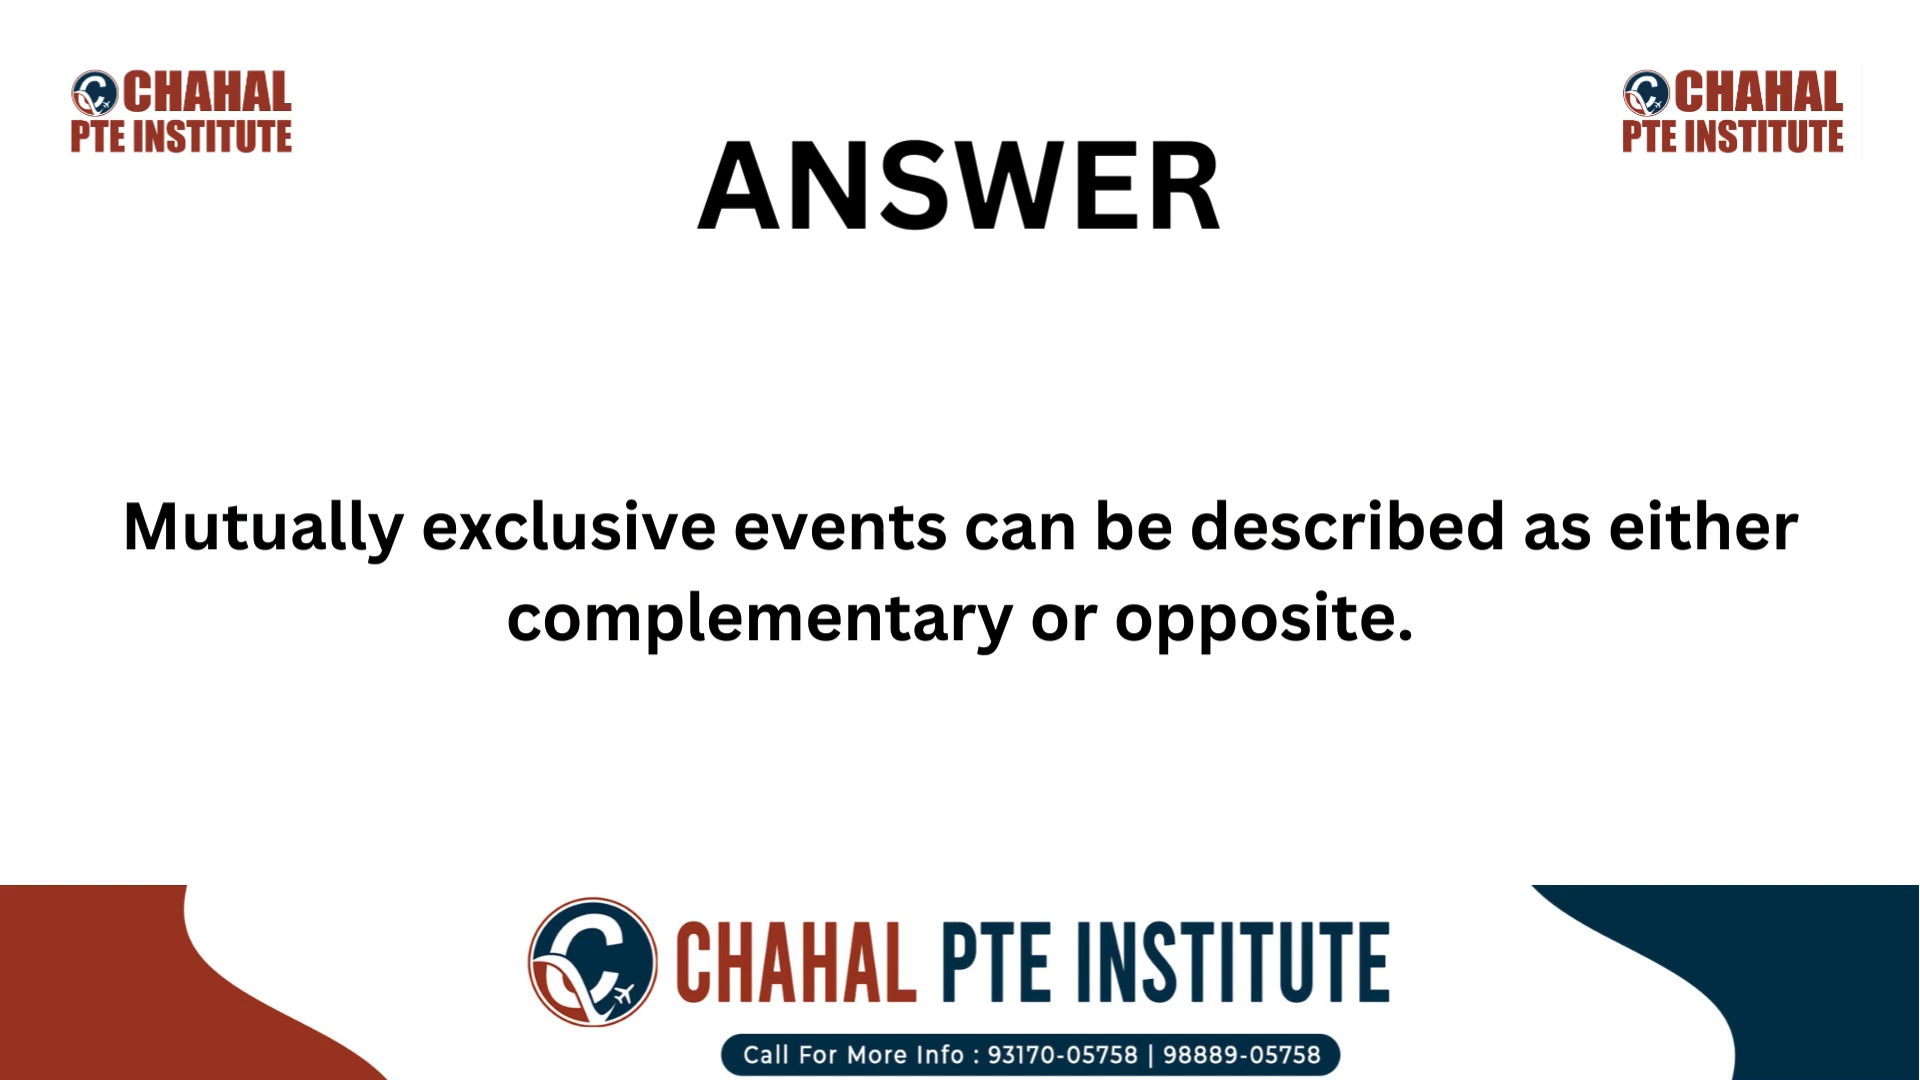 CHAHAL
PTE INSTITUTE
CHAHAL
PTE INSTITUTE
ANSWER
Mutually exclusive events can be described as either
complementary or opposite.
CHAHAL PTE INSTITUTE
Call For More Info : 93170-05758 | 98889-05758